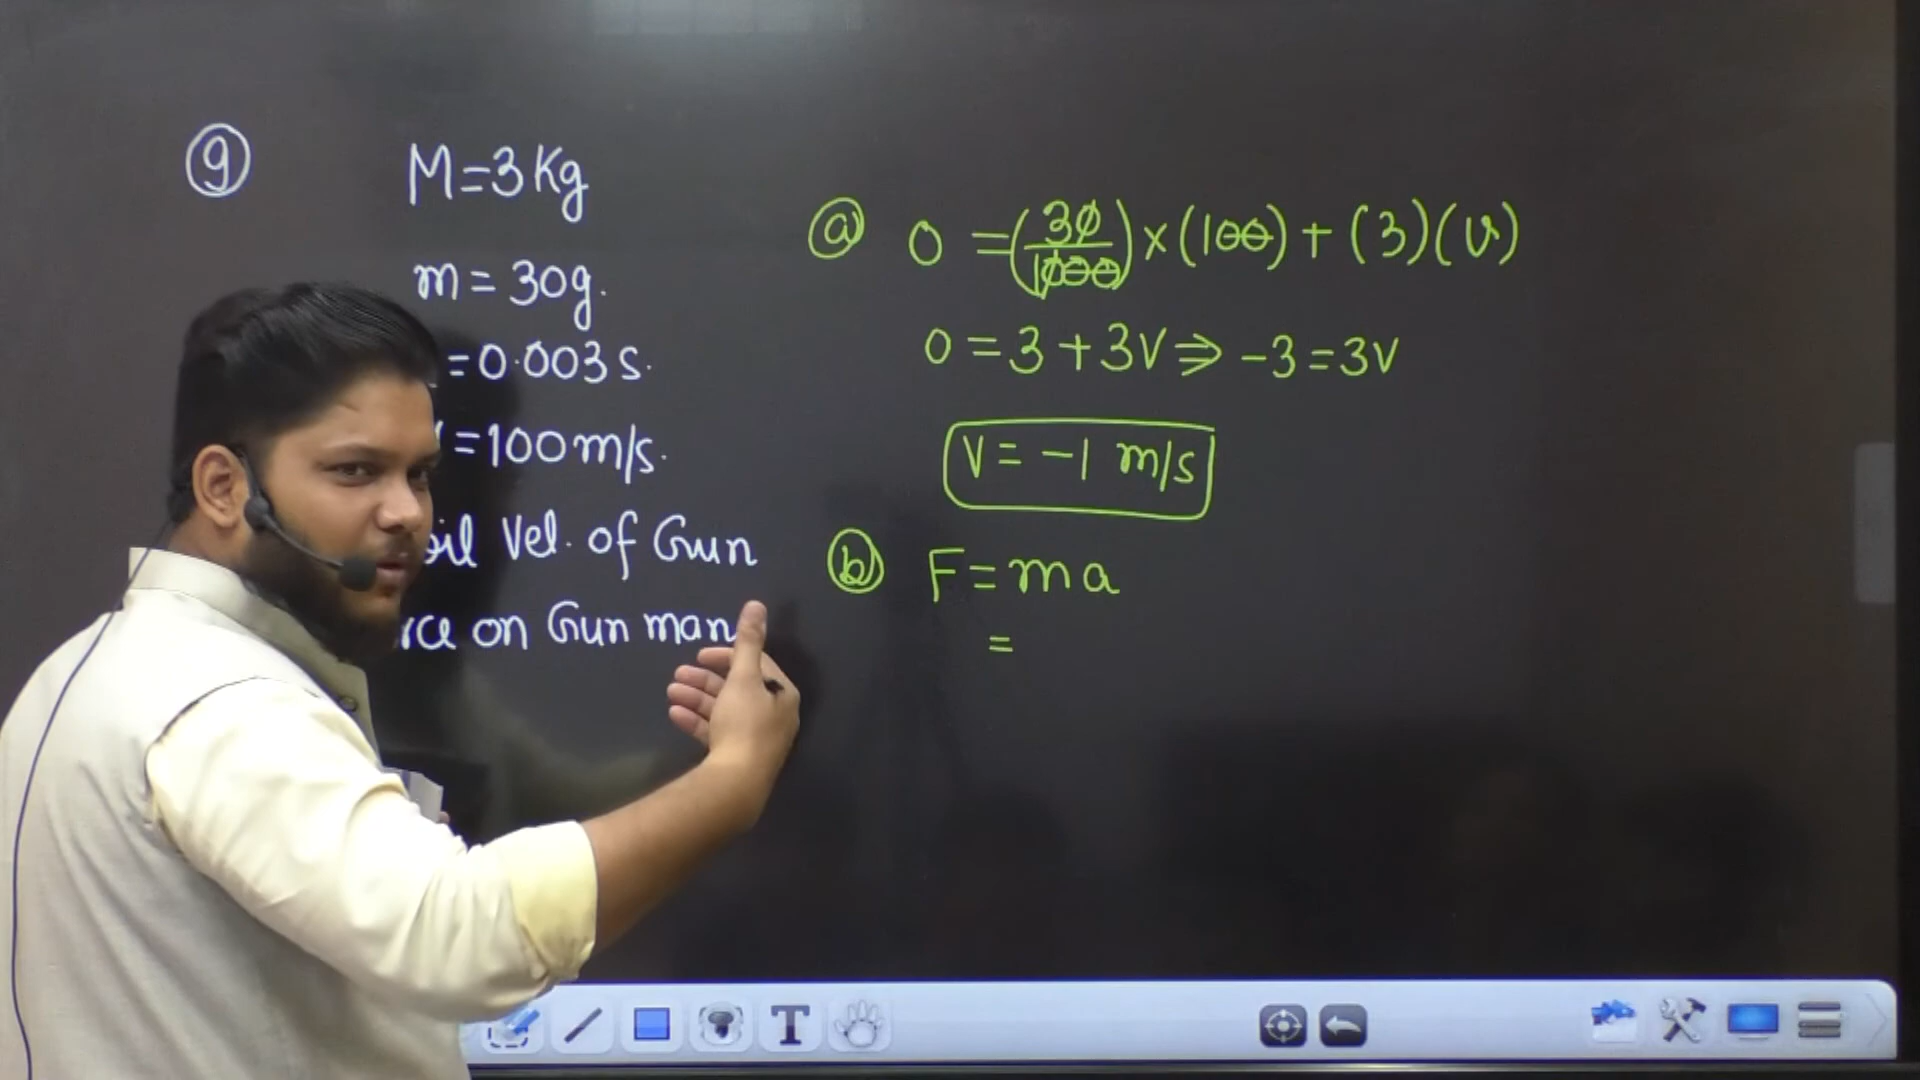 9
M=3Kg
m=30g.
=0.003 s.
=100m/s.
Vel. of Gun
on Gun man
(a) 0 = (30/1000) × (100) + (3)(v)
0 = 3 + 3V ⇒ -3 = 3V
V = -1 m/s
(b) F = ma
=
T